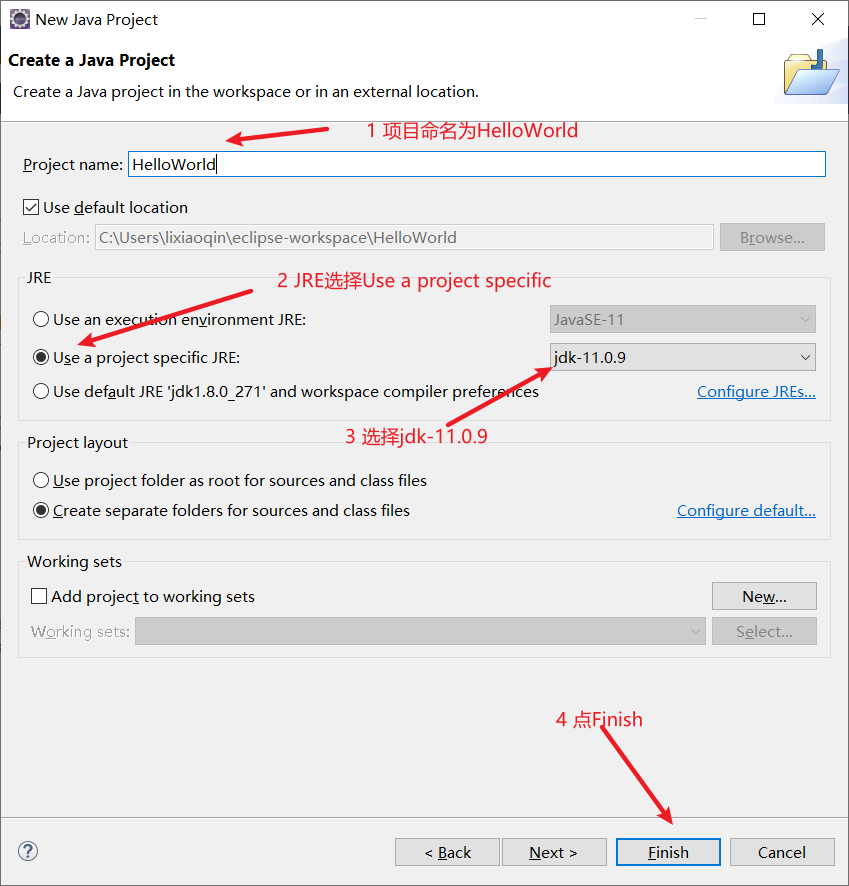 New Java Project
Create a Java Project
Create a Java project in the workspace or in an external location.
1 项目命名为HelloWorld
Project name: HelloWorld
Use default location
Location: C:\Users\lixiaoqin\eclipse-workspace\HelloWorld Browse...
JRE
2 JRE选择Use a project specific
Use an execution environment JRE: JavaSE-11
Use a project specific JRE: jdk-11.0.9
Use default JRE 'jdk1.8.0_271' and workspace compiler preferences Configure JREs...
3 选择jdk-11.0.9
Project layout
Use project folder as root for sources and class files
Create separate folders for sources and class files Configure default...
Working sets
Add project to working sets New...
Working sets: Select...
4 点Finish
? < Back Next > Finish Cancel